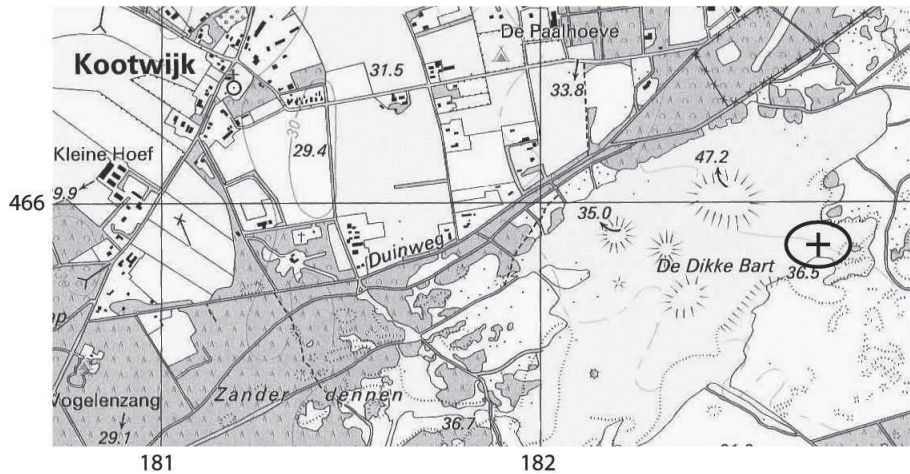 De Paalhoeve
Kootwijk
31.5
33.8
30
29.4
47.2
Kleine Hoef
9,9
466
35.0
Duinweg
De Dikke Bart
36.5
Zander dennen
Vogelenzang
36.7
29.1
181
182